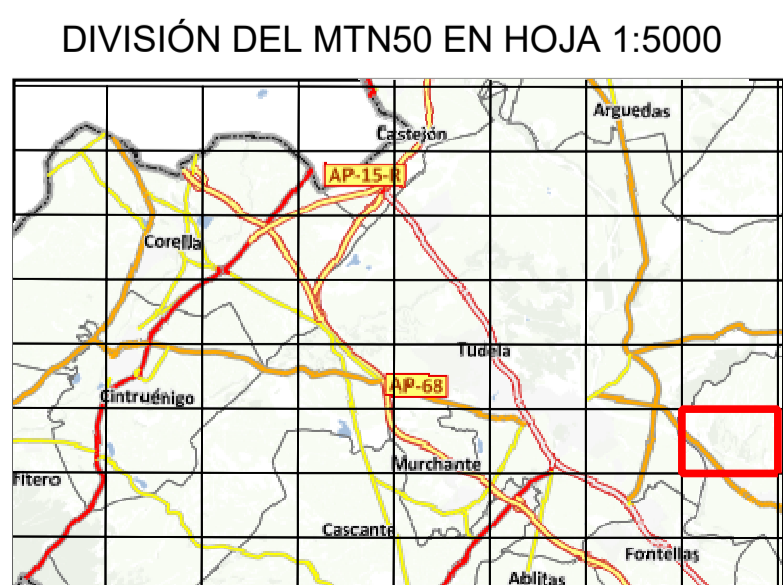 DIVISIÓN DEL MTN50 EN HOJA 1:5000
Arguedas
Castejón
AP-15-R
Corella
Tudela
AP-68
Cintruénigo
Murchante
Fitero
Cascante
Fontellas
Ablitas